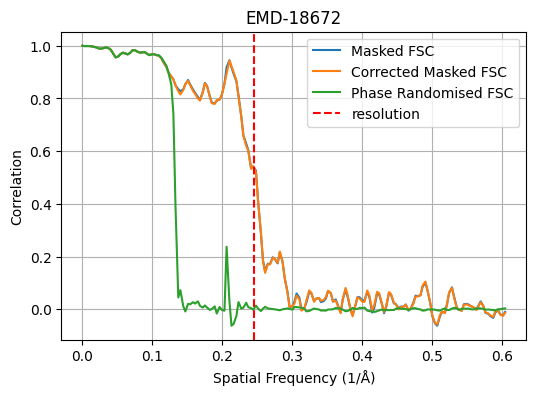 EMD-18672
Masked FSC
Corrected Masked FSC
Phase Randomised FSC
resolution
Correlation
1.0
0.8
0.6
0.4
0.2
0.0
0.0 0.1 0.2 0.3 0.4 0.5 0.6
Spatial Frequency (1/Å)